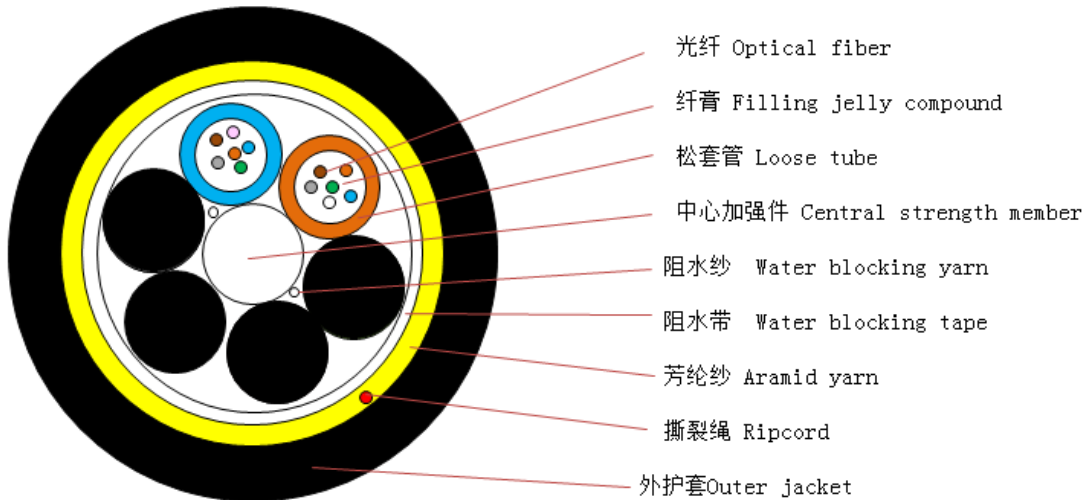 光纤 Optical fiber
纤膏 Filling jelly compound
松套管 Loose tube
中心加强件 Central strength member
阻水纱 Water blocking yarn
阻水带 Water blocking tape
芳纶纱 Aramid yarn
撕裂绳 Ripcord
外护套Outer jacket